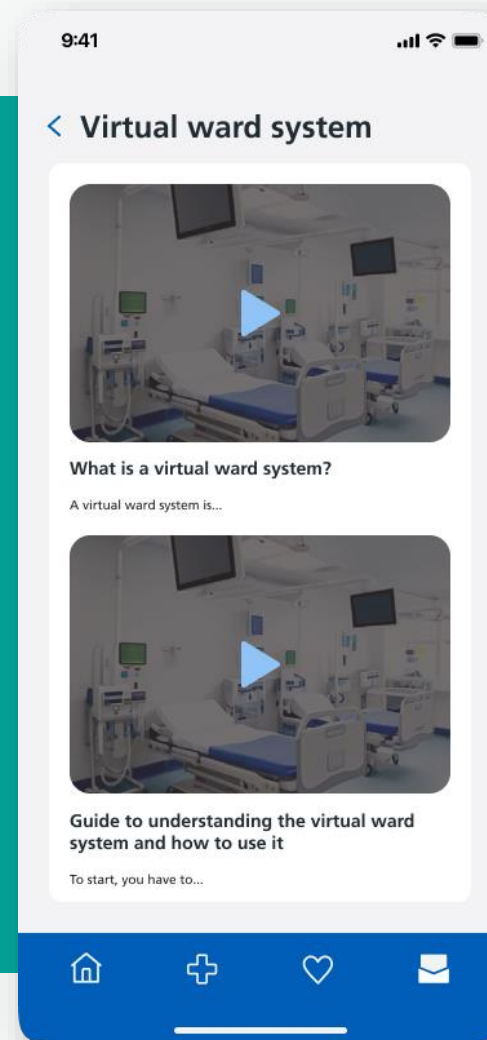 9:41
Virtual ward system
What is a virtual ward system?
A virtual ward system is...
Guide to understanding the virtual ward
system and how to use it
To start, you have to...